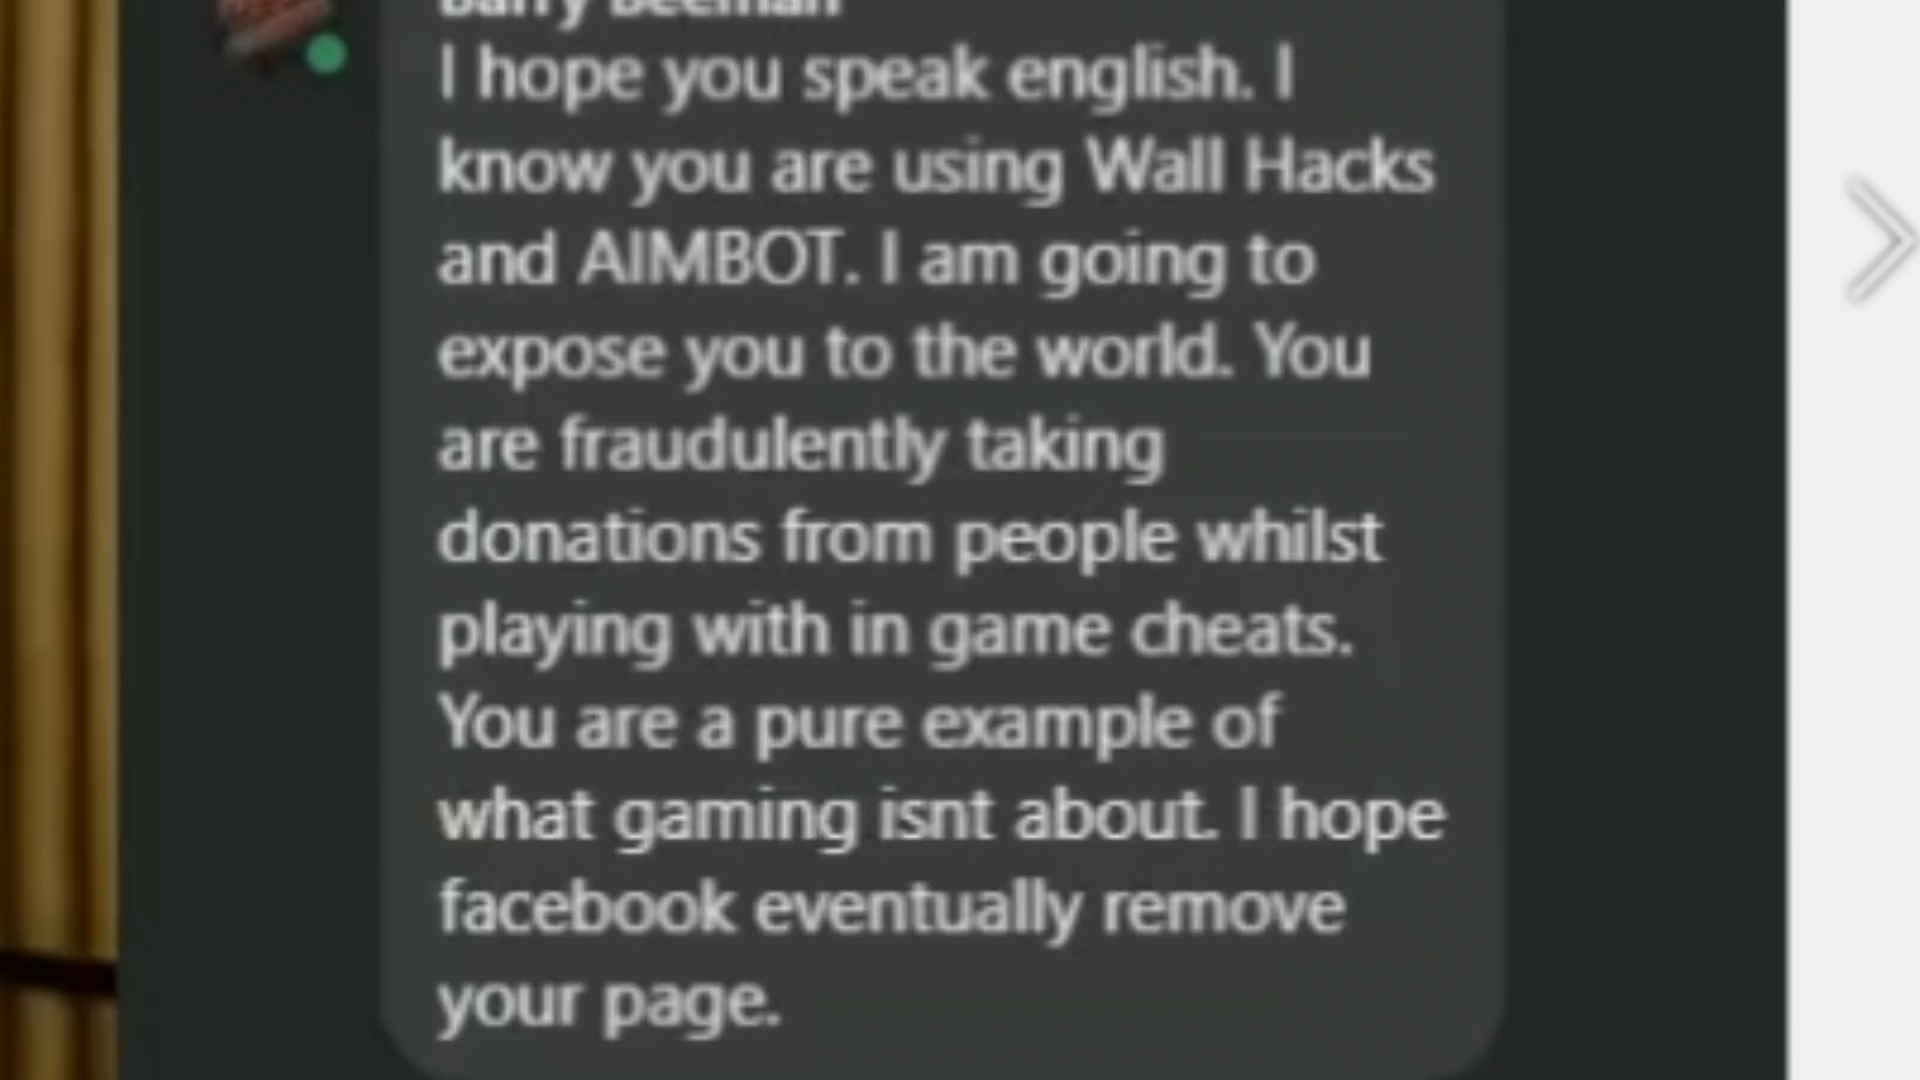 Barry Beeman
I hope you speak english. I
know you are using Wall Hacks
and AIMBOT. I am going to
expose you to the world. You
are fraudulently taking
donations from people whilst
playing with in game cheats.
You are a pure example of
what gaming isnt about. I hope
facebook eventually remove
your page.